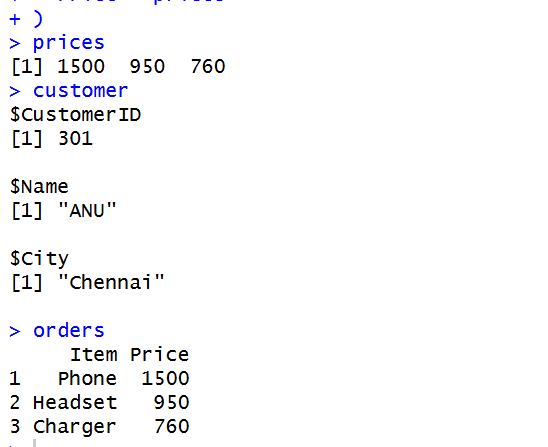 + )
> prices
[1] 1500  950  760
> customer
$CustomerID
[1] 301

$Name
[1] "ANU"

$City
[1] "Chennai"

> orders
     Item Price
1   Phone  1500
2 Headset   950
3 Charger   760